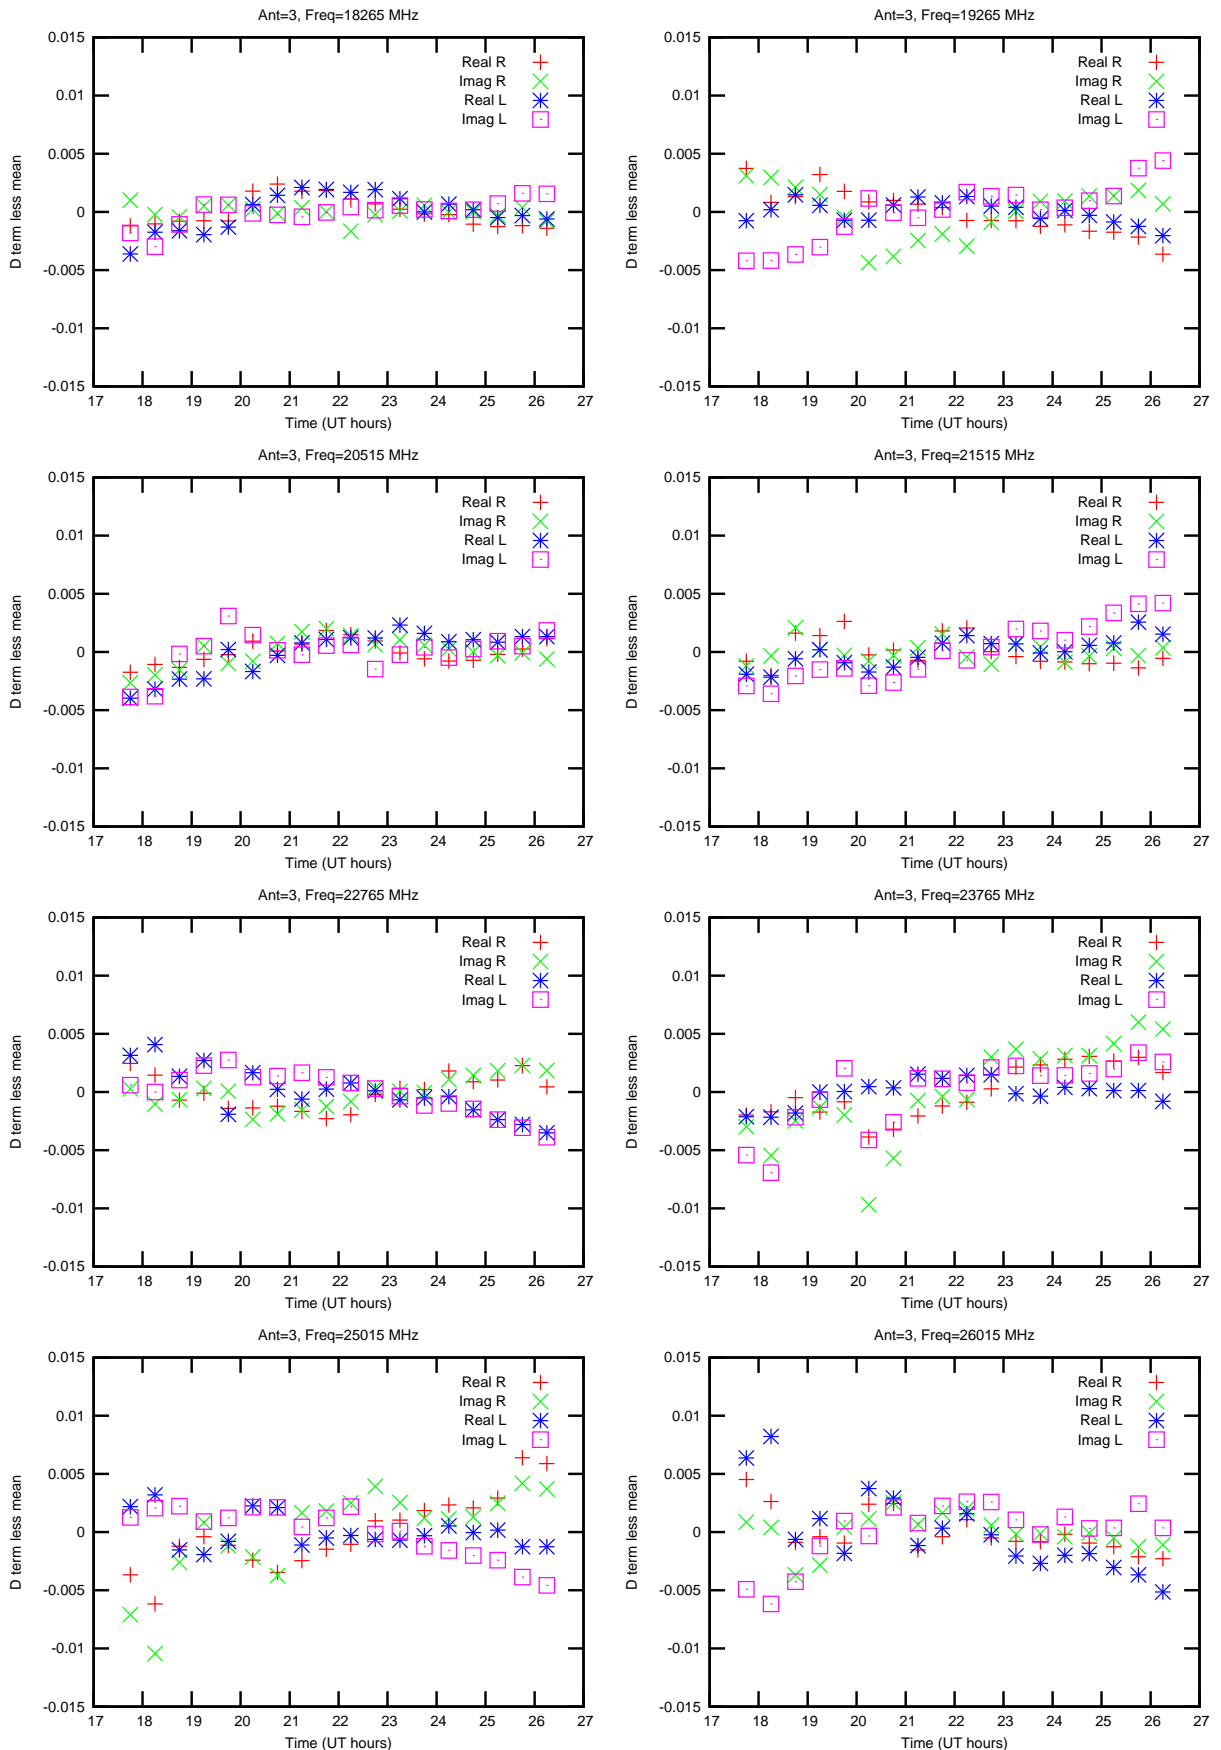 Ant=3, Freq=18265 MHz
0.015
0.01
0.005
0
-0.005
-0.01
-0.015
D term less mean
Real R
Imag R
Real L
Imag L
17 18 19 20 21 22 23 24 25 26 27
Time (UT hours)
Ant=3, Freq=19265 MHz
0.015
0.01
0.005
0
-0.005
-0.01
-0.015
D term less mean
Real R
Imag R
Real L
Imag L
17 18 19 20 21 22 23 24 25 26 27
Time (UT hours)
Ant=3, Freq=20515 MHz
0.015
0.01
0.005
0
-0.005
-0.01
-0.015
D term less mean
Real R
Imag R
Real L
Imag L
17 18 19 20 21 22 23 24 25 26 27
Time (UT hours)
Ant=3, Freq=21515 MHz
0.015
0.01
0.005
0
-0.005
-0.01
-0.015
D term less mean
Real R
Imag R
Real L
Imag L
17 18 19 20 21 22 23 24 25 26 27
Time (UT hours)
Ant=3, Freq=22765 MHz
0.015
0.01
0.005
0
-0.005
-0.01
-0.015
D term less mean
Real R
Imag R
Real L
Imag L
17 18 19 20 21 22 23 24 25 26 27
Time (UT hours)
Ant=3, Freq=23765 MHz
0.015
0.01
0.005
0
-0.005
-0.01
-0.015
D term less mean
Real R
Imag R
Real L
Imag L
17 18 19 20 21 22 23 24 25 26 27
Time (UT hours)
Ant=3, Freq=25015 MHz
0.015
0.01
0.005
0
-0.005
-0.01
-0.015
D term less mean
Real R
Imag R
Real L
Imag L
17 18 19 20 21 22 23 24 25 26 27
Time (UT hours)
Ant=3, Freq=26015 MHz
0.015
0.01
0.005
0
-0.005
-0.01
-0.015
D term less mean
Real R
Imag R
Real L
Imag L
17 18 19 20 21 22 23 24 25 26 27
Time (UT hours)